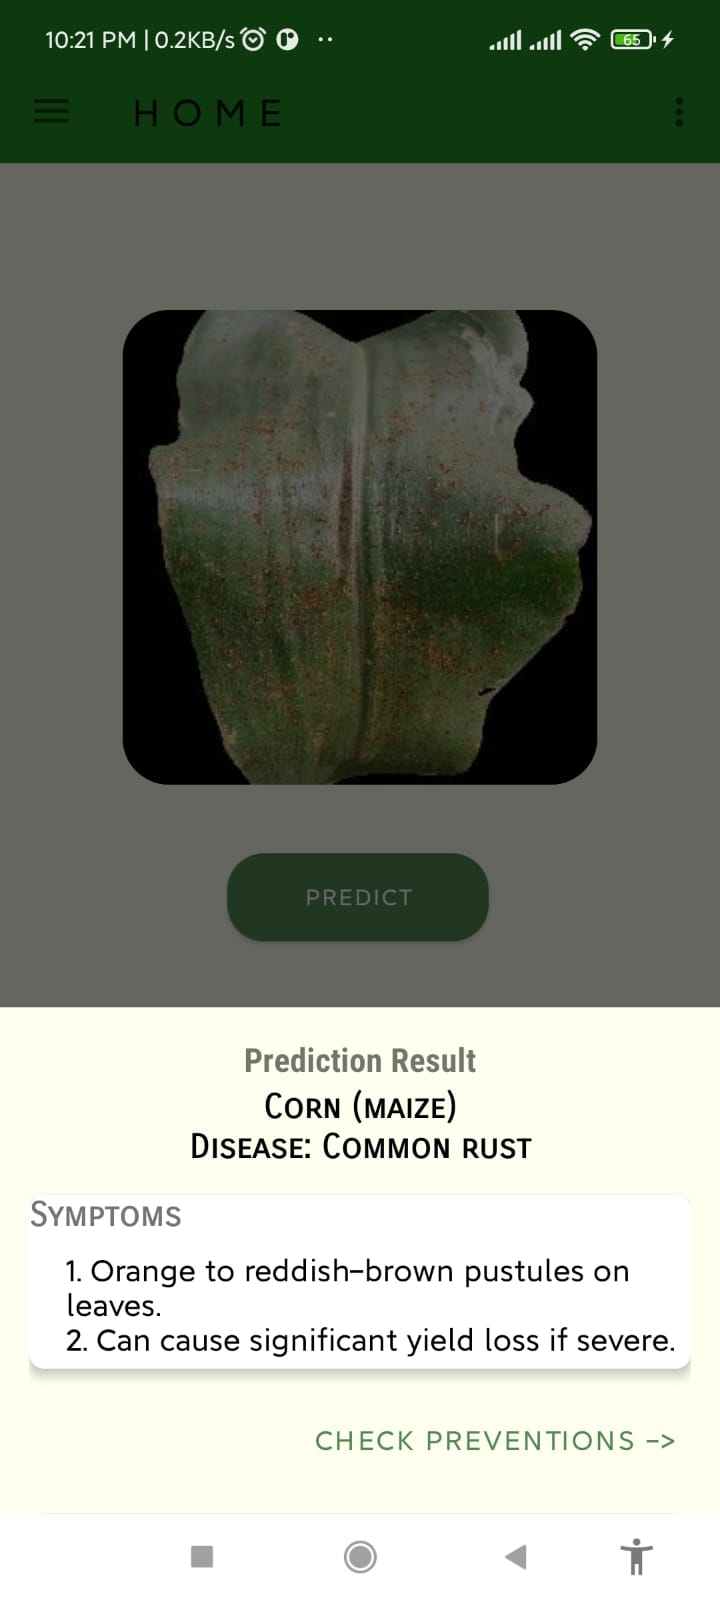 10:21 PM | 0.2KB/s
65
HOME
PREDICT
Prediction Result
CORN (MAIZE)
DISEASE: COMMON RUST
SYMPTOMS
1. Orange to reddish-brown pustules on
leaves.
2. Can cause significant yield loss if severe.
CHECK PREVENTIONS ->